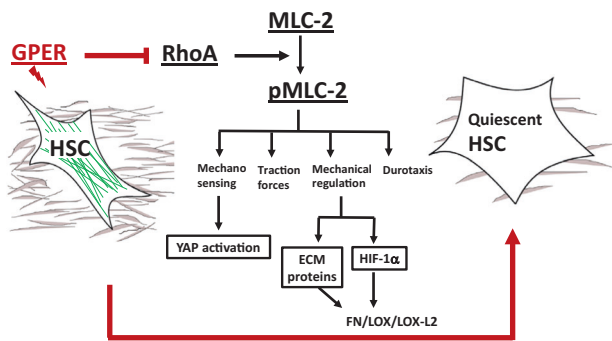 MLC-2
GPER
RhoA
pMLC-2
HSC
Quiescent
HSC
Mechano
sensing
Traction
forces
Mechanical
regulation
Durotaxis
YAP activation
ECM
proteins
HIF-1α
FN/LOX/LOX-L2